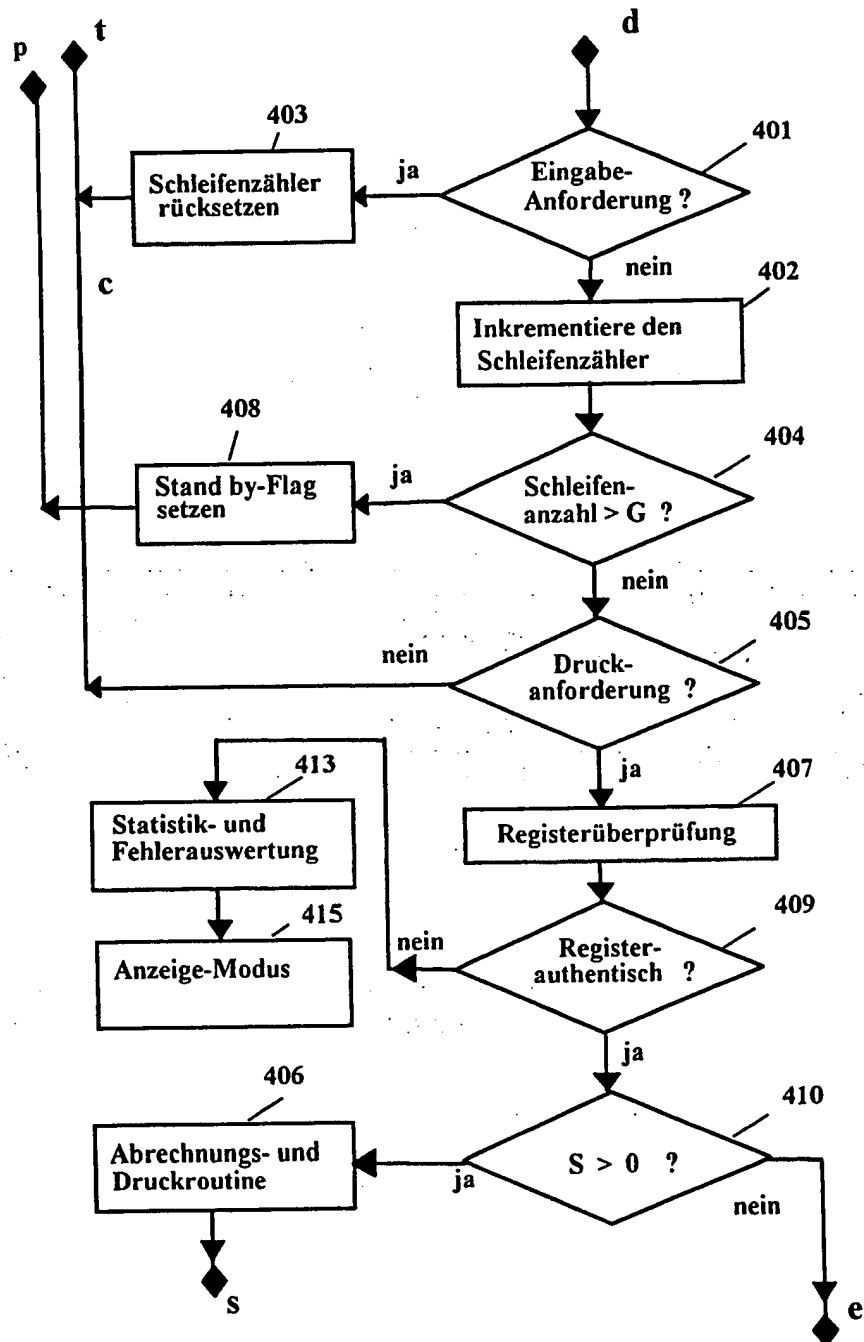 p
t
d
403
Schleifenzähler
rücksetzen
ja
401
Eingabe-
Anforderung ?
nein
c
402
Inkrementiere den
Schleifenzähler
408
Stand by-Flag
setzen
ja
404
Schleifen-
anzahl > G ?
nein
405
nein
Druck-
anforderung ?
ja
413
Statistik- und
Fehlerauswertung
407
Registerüberprüfung
415
Anzeige-Modus
409
nein
Register-
authentisch ?
ja
406
Abrechnungs- und
Druckroutine
ja
410
S > 0 ?
nein
s
e